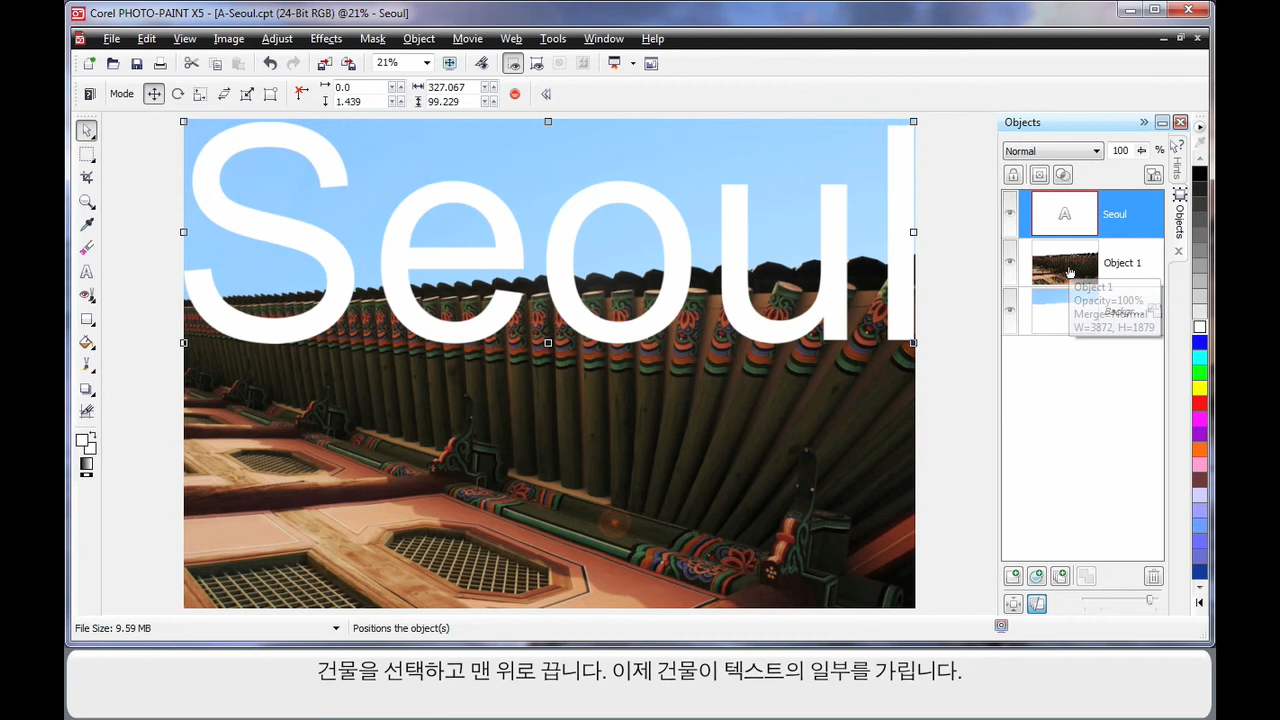 Corel PHOTO-PAINT X5 - [A-Seoul.cpt (24-Bit RGB) @21% - Seoul]
File Edit View Image Adjust Effects Mask Object Movie Web Tools Window Help
21%
Mode 0.0 327.067
1.439 99.229
Objects
Normal 100 %
Hints
Objects
Seoul
Seoul
Object 1
Object 1
Opacity=100%
W=3872, H=1879
File Size: 9.59 MB Positions the object(s)
건물을 선택하고 맨 위로 끕니다. 이제 건물이 텍스트의 일부를 가립니다.